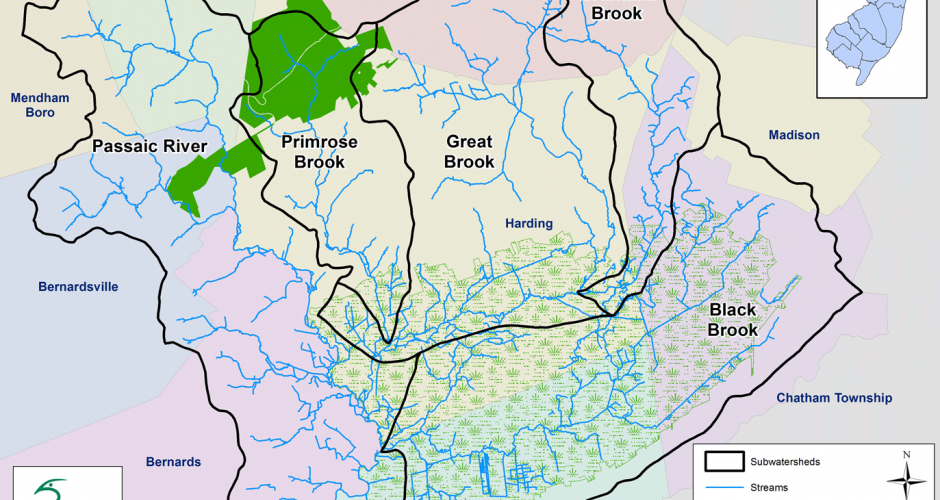 Brook
Mendham
Boro
Passaic River
Primrose
Brook
Great
Brook
Madison
Harding
Bernardsville
Black
Brook
Chatham Township
Bernards
Subwatersheds
Streams
N